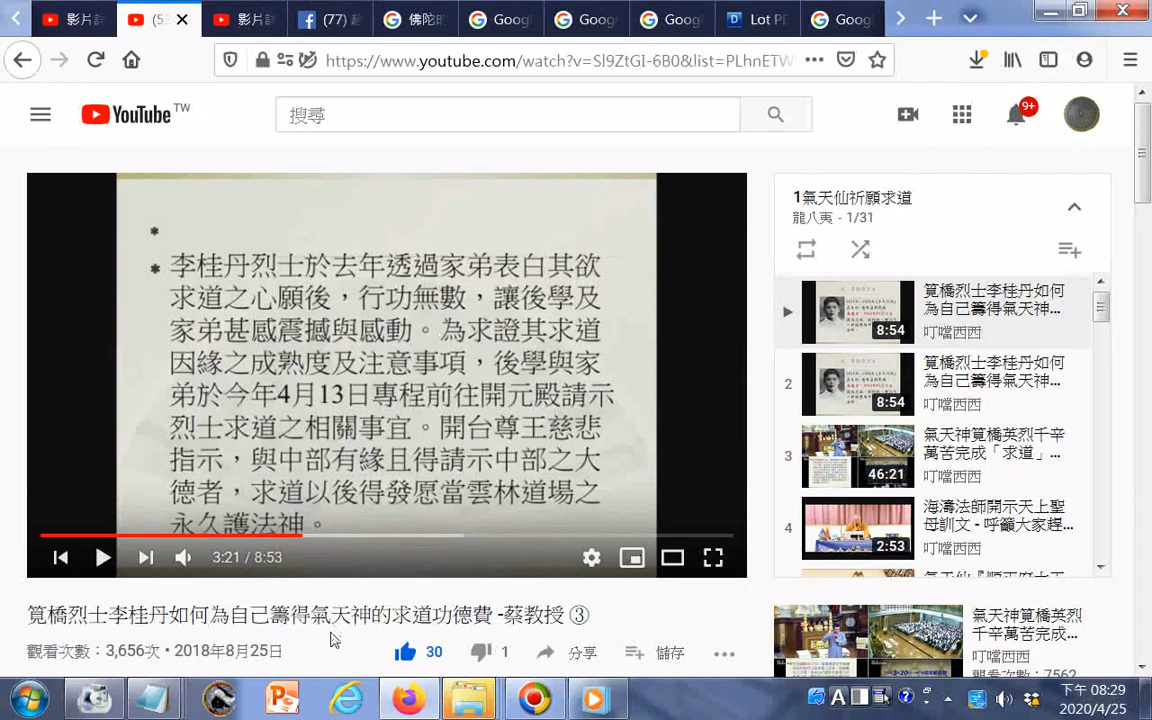 影片
(5
影片
(77)
佛陀
Goog
Goog
Goog
Lot P
Goog
https://www.youtube.com/watch?v=Sl9ZtGI-6B0&list=PLhnETW
YouTube TW
搜尋
9+
李桂丹烈士於去年透過家弟表白其欲
求道之心願後，行功無數，讓後學及
家弟甚感震撼與感動。為求證其求道
因緣之成熟度及注意事項，後學與家
弟於今年4月13日專程前往開元殿請示
烈士求道之相關事宜。開台尊王慈悲
指示，與中部有緣且得請示中部之大
德者，求道以後得發愿當雲林道場之
永久護法神。
3:21 / 8:53
筧橋烈士李桂丹如何為自己籌得氣天神的求道功德費 -蔡教授 ③
觀看次數：3,656次 • 2018年8月25日
30
1
分享
儲存
1氣天仙祈願求道
龍八夷 - 1/31
8:54
筧橋烈士李桂丹如何
為自己籌得氣天神...
叮噹西西
2
8:54
筧橋烈士李桂丹如何
為自己籌得氣天神...
叮噹西西
3
46:21
氣天神筧橋英烈千辛
萬苦完成「求道」...
叮噹西西
4
2:53
海濤法師開示天上聖
母訓文 - 呼籲大家趕...
叮噹西西
氣天神筧橋英烈
千辛萬苦完成...
叮噹西西
觀看次數：7562
下午 08:29
2020/4/25